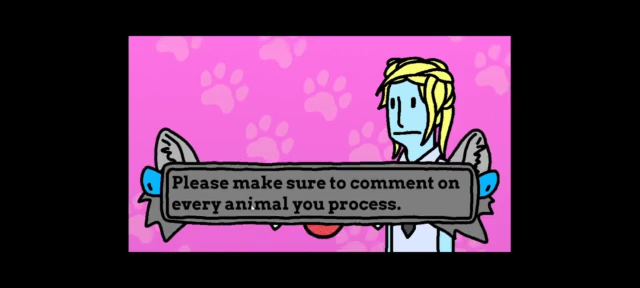 Please make sure to comment on
every animal you process.